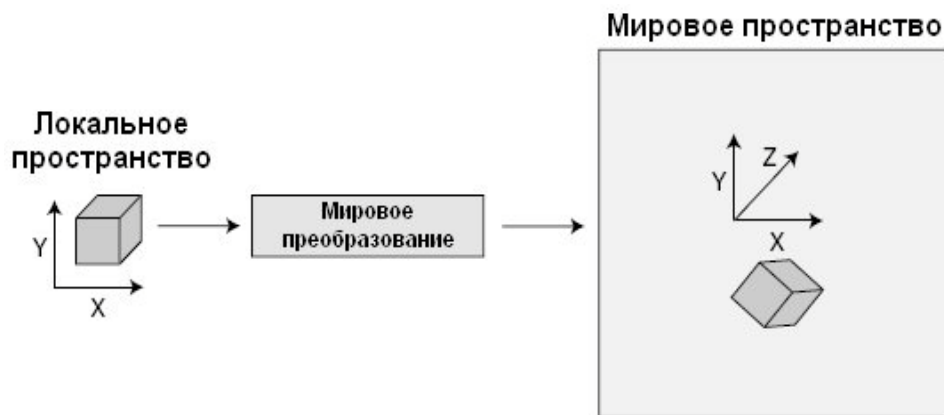 Мировое пространство
Локальное
пространство
Y
X
Мировое
преобразование
Y
Z
X